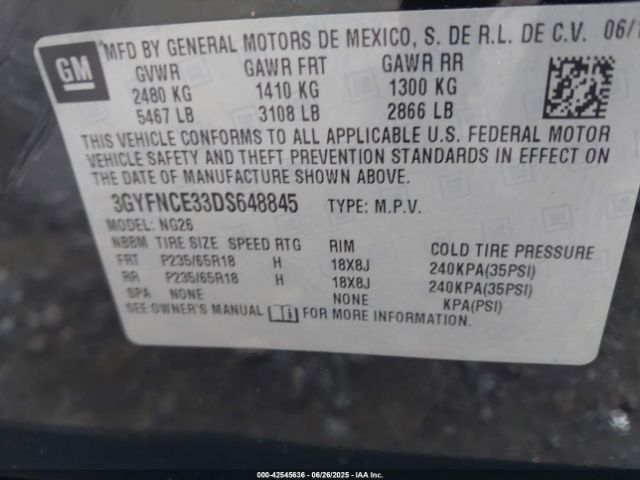 GM
MFD BY GENERAL MOTORS DE MEXICO, S. DE R.L. DE C.V. 06/1
GVWR GAWR FRT GAWR RR
2480 KG 1410 KG 1300 KG
5467 LB 3108 LB 2866 LB
THIS VEHICLE CONFORMS TO ALL APPLICABLE U.S. FEDERAL MOTOR
VEHICLE SAFETY AND THEFT PREVENTION STANDARDS IN EFFECT ON
THE DATE OF MANUFACTURE SHOWN ABOVE.
3GYFNCE33DS648845 TYPE: M.P.V.
MODEL: NG26
NBBM TIRE SIZE SPEED RTG RIM COLD TIRE PRESSURE
FRT P235/65R18 H 18X8J 240KPA(35PSI)
RR P235/65R18 H 18X8J 240KPA(35PSI)
SPA NONE NONE KPA(PSI)
SEE OWNER'S MANUAL FOR MORE INFORMATION.
000-42545636 - 06/26/2025 - IAA Inc.